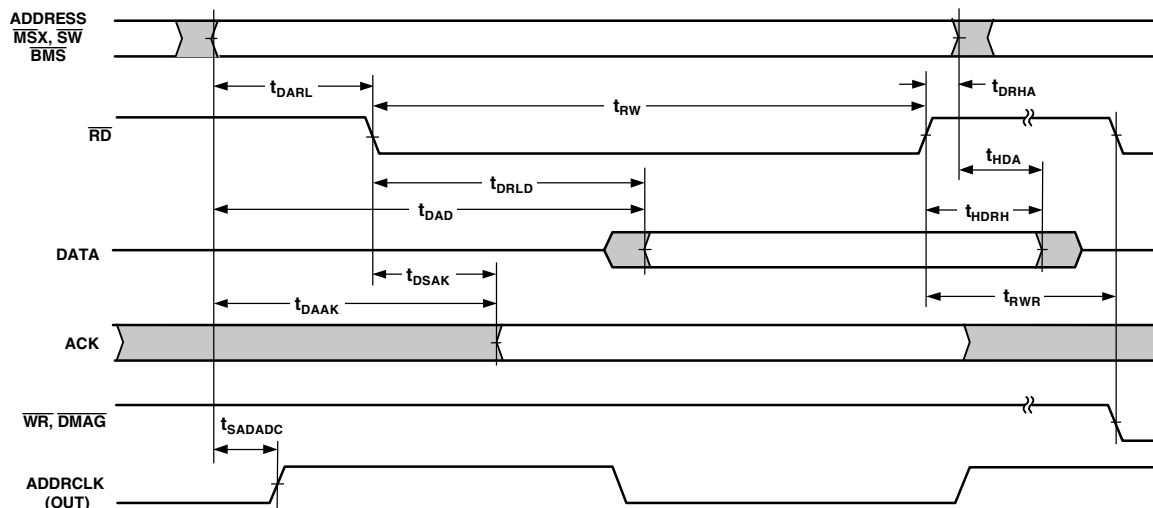 ADDRESS
MSX, SW
BMS
tDARL
tRW
tDRHA
RD
tHDA
tDRLD
tDAD
tHDRH
DATA
tDSAK
tDAAK
tRWR
ACK
WR, DMAG
tSADADC
ADDRCLK
(OUT)